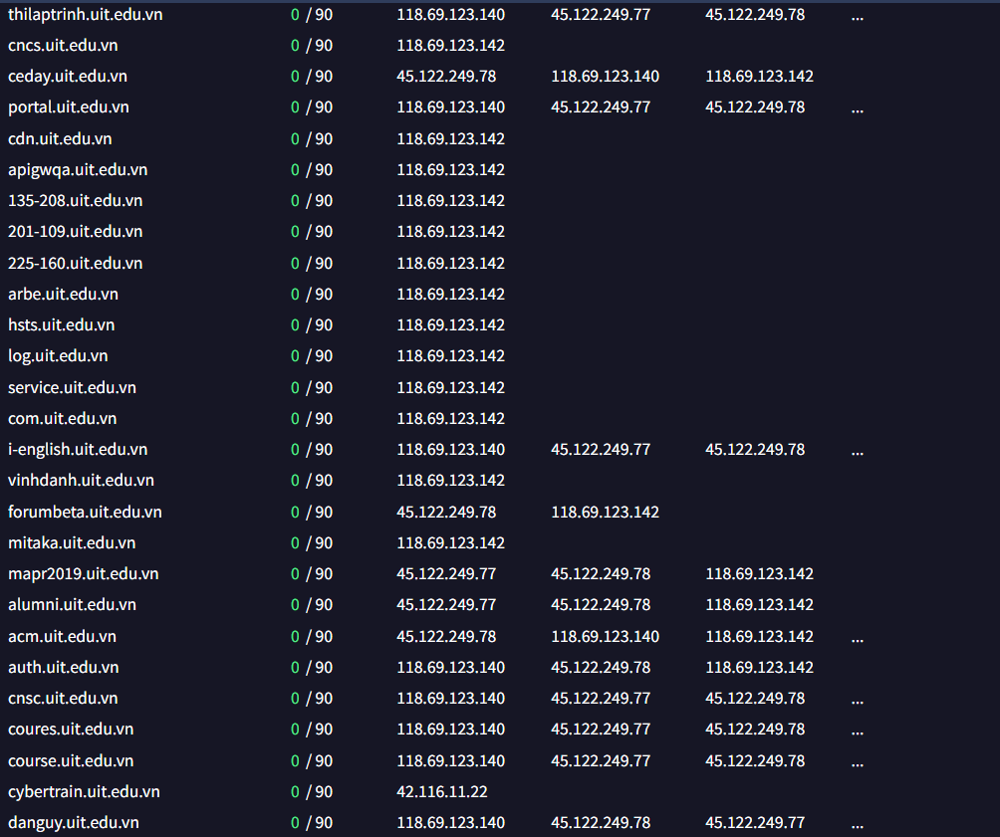 thilaptrinh.uit.edu.vn 0 / 90 118.69.123.140 45.122.249.77 45.122.249.78 ...
cncs.uit.edu.vn 0 / 90 118.69.123.142
ceday.uit.edu.vn 0 / 90 45.122.249.78 118.69.123.140 118.69.123.142
portal.uit.edu.vn 0 / 90 118.69.123.140 45.122.249.77 45.122.249.78 ...
cdn.uit.edu.vn 0 / 90 118.69.123.142
apigwqa.uit.edu.vn 0 / 90 118.69.123.142
135-208.uit.edu.vn 0 / 90 118.69.123.142
201-109.uit.edu.vn 0 / 90 118.69.123.142
225-160.uit.edu.vn 0 / 90 118.69.123.142
arbe.uit.edu.vn 0 / 90 118.69.123.142
hsts.uit.edu.vn 0 / 90 118.69.123.142
log.uit.edu.vn 0 / 90 118.69.123.142
service.uit.edu.vn 0 / 90 118.69.123.142
com.uit.edu.vn 0 / 90 118.69.123.142
i-english.uit.edu.vn 0 / 90 118.69.123.140 45.122.249.77 45.122.249.78 ...
vinhdanh.uit.edu.vn 0 / 90 118.69.123.142
forumbeta.uit.edu.vn 0 / 90 45.122.249.78 118.69.123.142
mitaka.uit.edu.vn 0 / 90 118.69.123.142
mapr2019.uit.edu.vn 0 / 90 45.122.249.77 45.122.249.78 118.69.123.142
alumni.uit.edu.vn 0 / 90 45.122.249.77 45.122.249.78 118.69.123.142
acm.uit.edu.vn 0 / 90 45.122.249.78 118.69.123.140 118.69.123.142 ...
auth.uit.edu.vn 0 / 90 118.69.123.140 45.122.249.78 118.69.123.142
cnsc.uit.edu.vn 0 / 90 118.69.123.140 45.122.249.77 45.122.249.78 ...
coures.uit.edu.vn 0 / 90 118.69.123.140 45.122.249.77 45.122.249.78 ...
course.uit.edu.vn 0 / 90 118.69.123.140 45.122.249.77 45.122.249.78 ...
cybertrain.uit.edu.vn 0 / 90 42.116.11.22
danguy.uit.edu.vn 0 / 90 118.69.123.140 45.122.249.78 45.122.249.77 ...